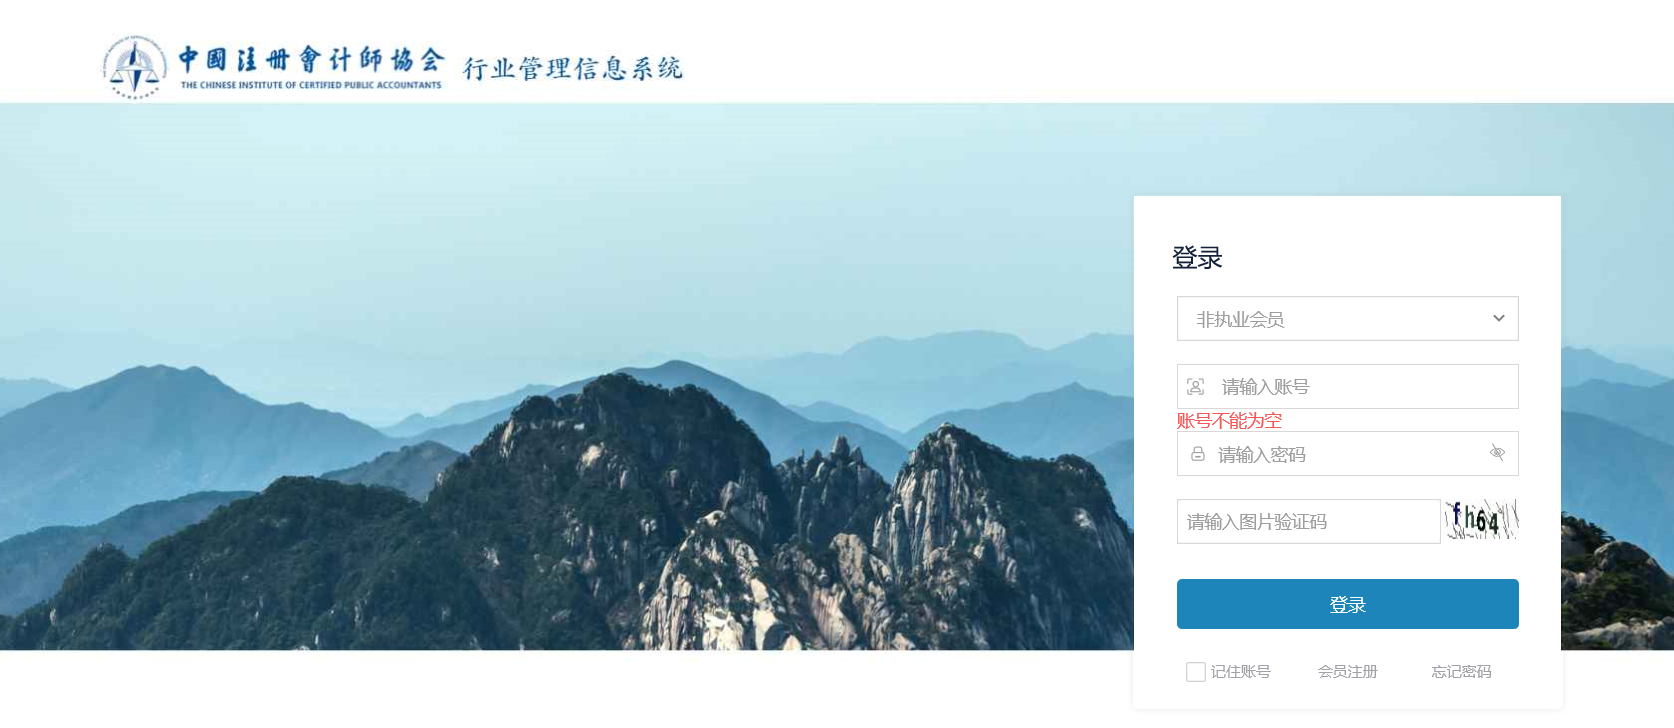 中國注册會计師協会 行业管理信息系统
THE CHINESE INSTITUTE OF CERTIFIED PUBLIC ACCOUNTANTS
登录
非执业会员
请输入账号
账号不能为空
请输入密码
请输入图片验证码 fh64
登录
记住账号 会员注册 忘记密码